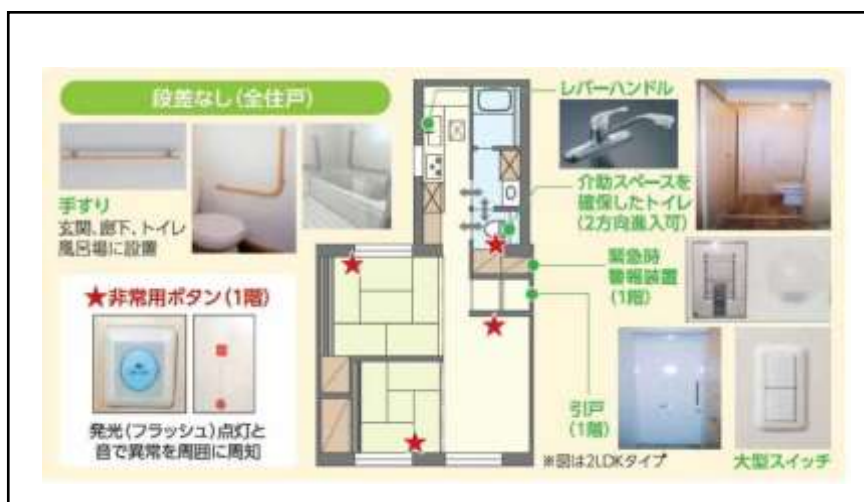 段差なし(全住戸)
手すり
玄関、廊下、トイレ
風呂場に設置
★非常用ボタン(1階)
発光(フラッシュ)点灯と
音で異常を周囲に周知
レバーハンドル
介助スペースを
確保したトイレ
(2方向進入可)
緊急時
警報装置
(1階)
引戸
(1階)
※図は2LDKタイプ
大型スイッチ